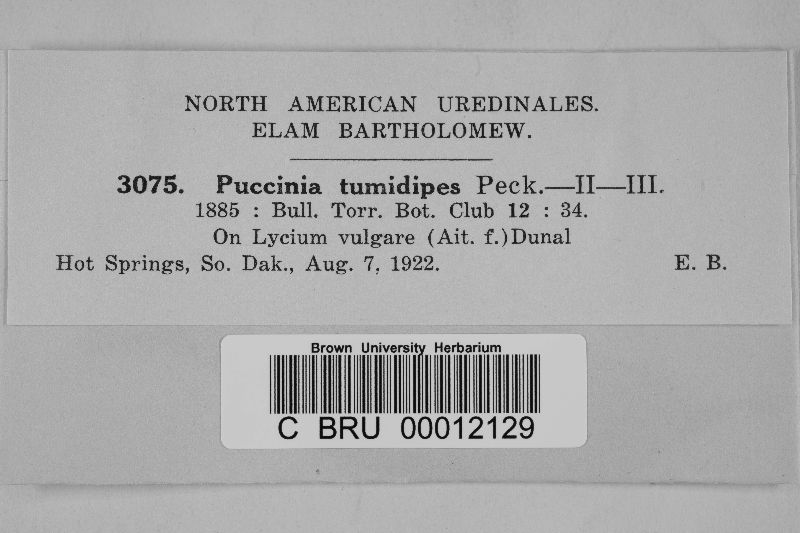 NORTH AMERICAN UREDINALES.
ELAM BARTHOLOMEW.
3075. Puccinia tumidipes Peck.—II—III.
1885 : Bull. Torr. Bot. Club 12 : 34.
On Lycium vulgare (Ait. f.)Dunal
Hot Springs, So. Dak., Aug. 7, 1922. E. B.
Brown University Herbarium
C BRU 00012129